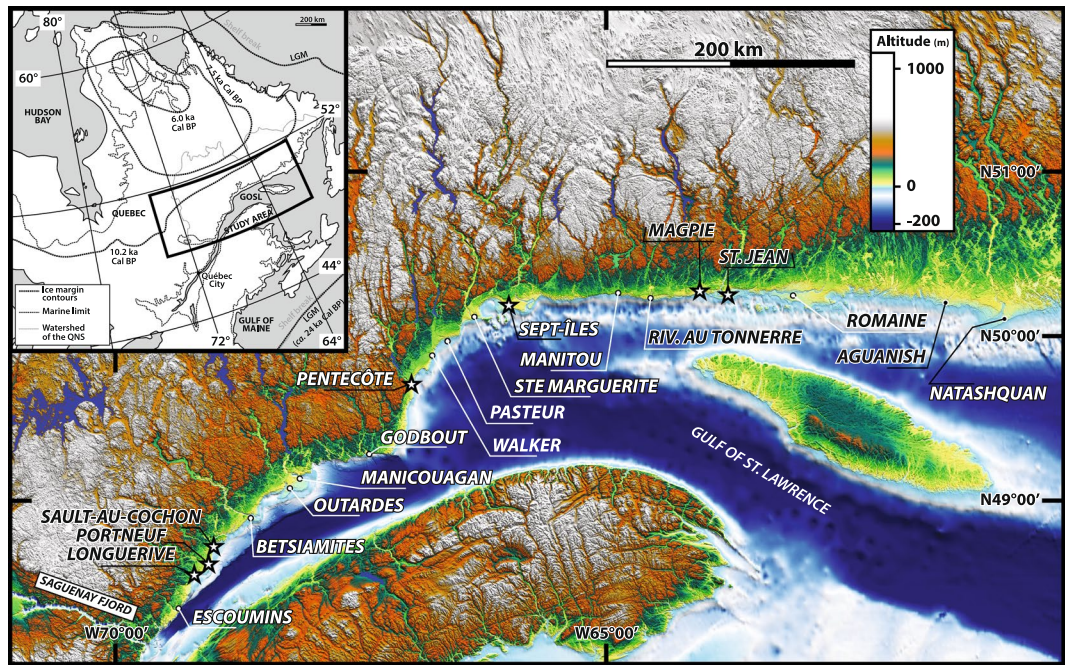 80°
200 km
Shelf break
LGM
60°
7.5 ka Cal BP
HUDSON
BAY
6.0 ka
Cal BP
52°
GOSL
QUEBEC
STUDY AREA
10.2 ka
Cal BP
Québec
City
44°
Ice margin
contours
Marine limit
Watershed
of the QNS
GULF OF
MAINE
Shelf break
LGM
(ca. 24 ka Cal BP)
72°
64°
200 km
Altitude (m)
1000
0
-200
N51°00'
MAGPIE
ST. JEAN
SEPT-ÎLES
RIV. AU TONNERRE
ROMAINE
N50°00'
MANITOU
AGUANISH
PENTECÔTE
STE MARGUERITE
NATASHQUAN
PASTEUR
GODBOUT
WALKER
GULF OF ST. LAWRENCE
MANICOUAGAN
OUTARDES
N49°00'
SAULT-AU-COCHON
PORTNEUF
LONGUERIVE
BETSIAMITES
SAGUENAY FJORD
ESCOUMINS
W70°00'
W65°00'